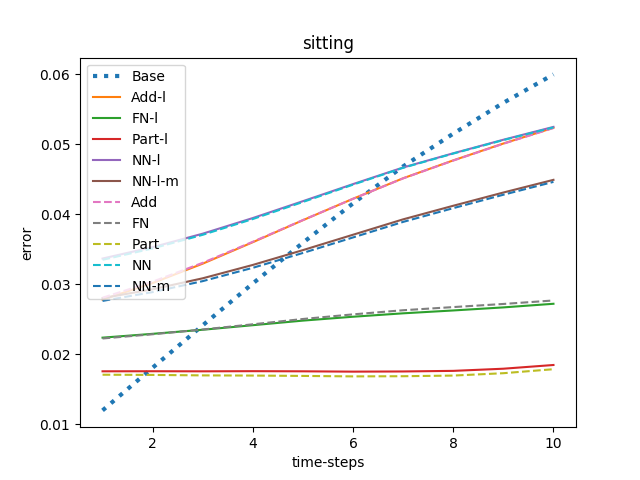 sitting
error
0.06
0.05
0.04
0.03
0.02
0.01
Base
Add-l
FN-l
Part-l
NN-l
NN-l-m
Add
FN
Part
NN
NN-m
2 4 6 8 10
time-steps